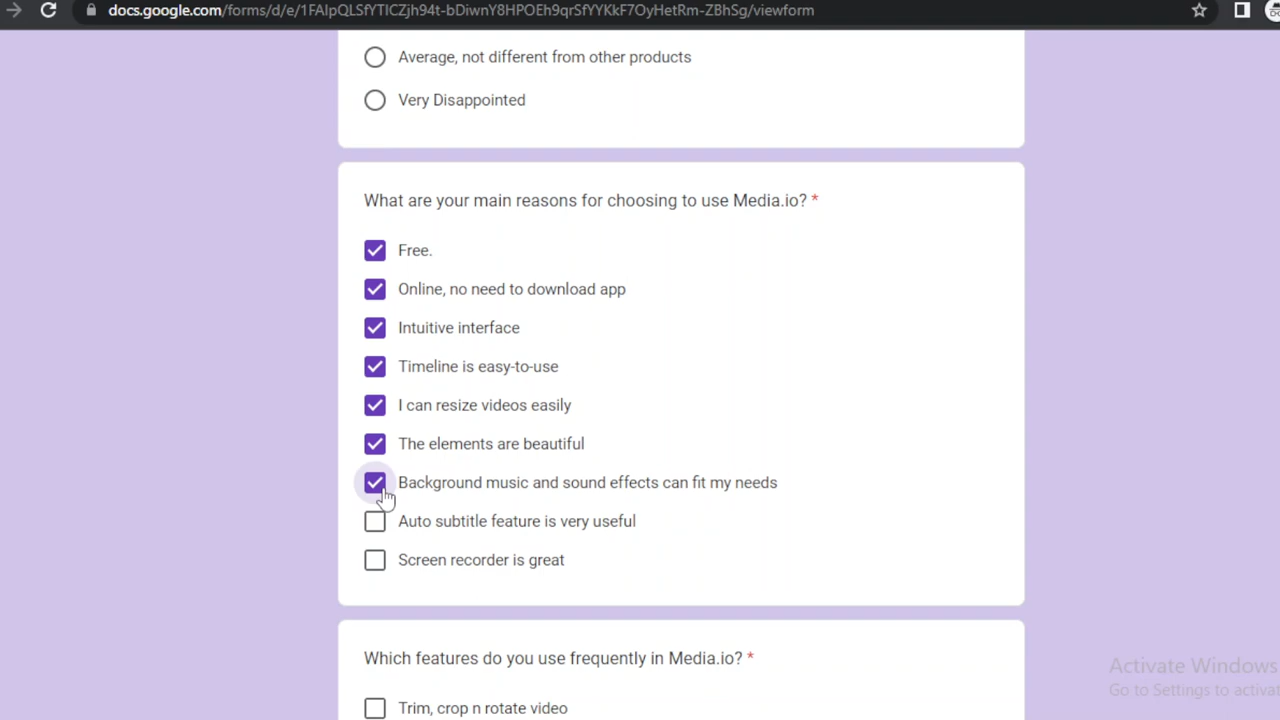 docs.google.com/forms/d/e/1FAIpQLSfYTICZjh94t-bDiwnY8HPOEh9qrSfYYKkF7OyHetRm-ZBhSg/viewform
Average, not different from other products
Very Disappointed
What are your main reasons for choosing to use Media.io? *
Free.
Online, no need to download app
Intuitive interface
Timeline is easy-to-use
I can resize videos easily
The elements are beautiful
Background music and sound effects can fit my needs
Auto subtitle feature is very useful
Screen recorder is great
Which features do you use frequently in Media.io? *
Trim, crop n rotate video
Activate Windows
Go to Settings to activat